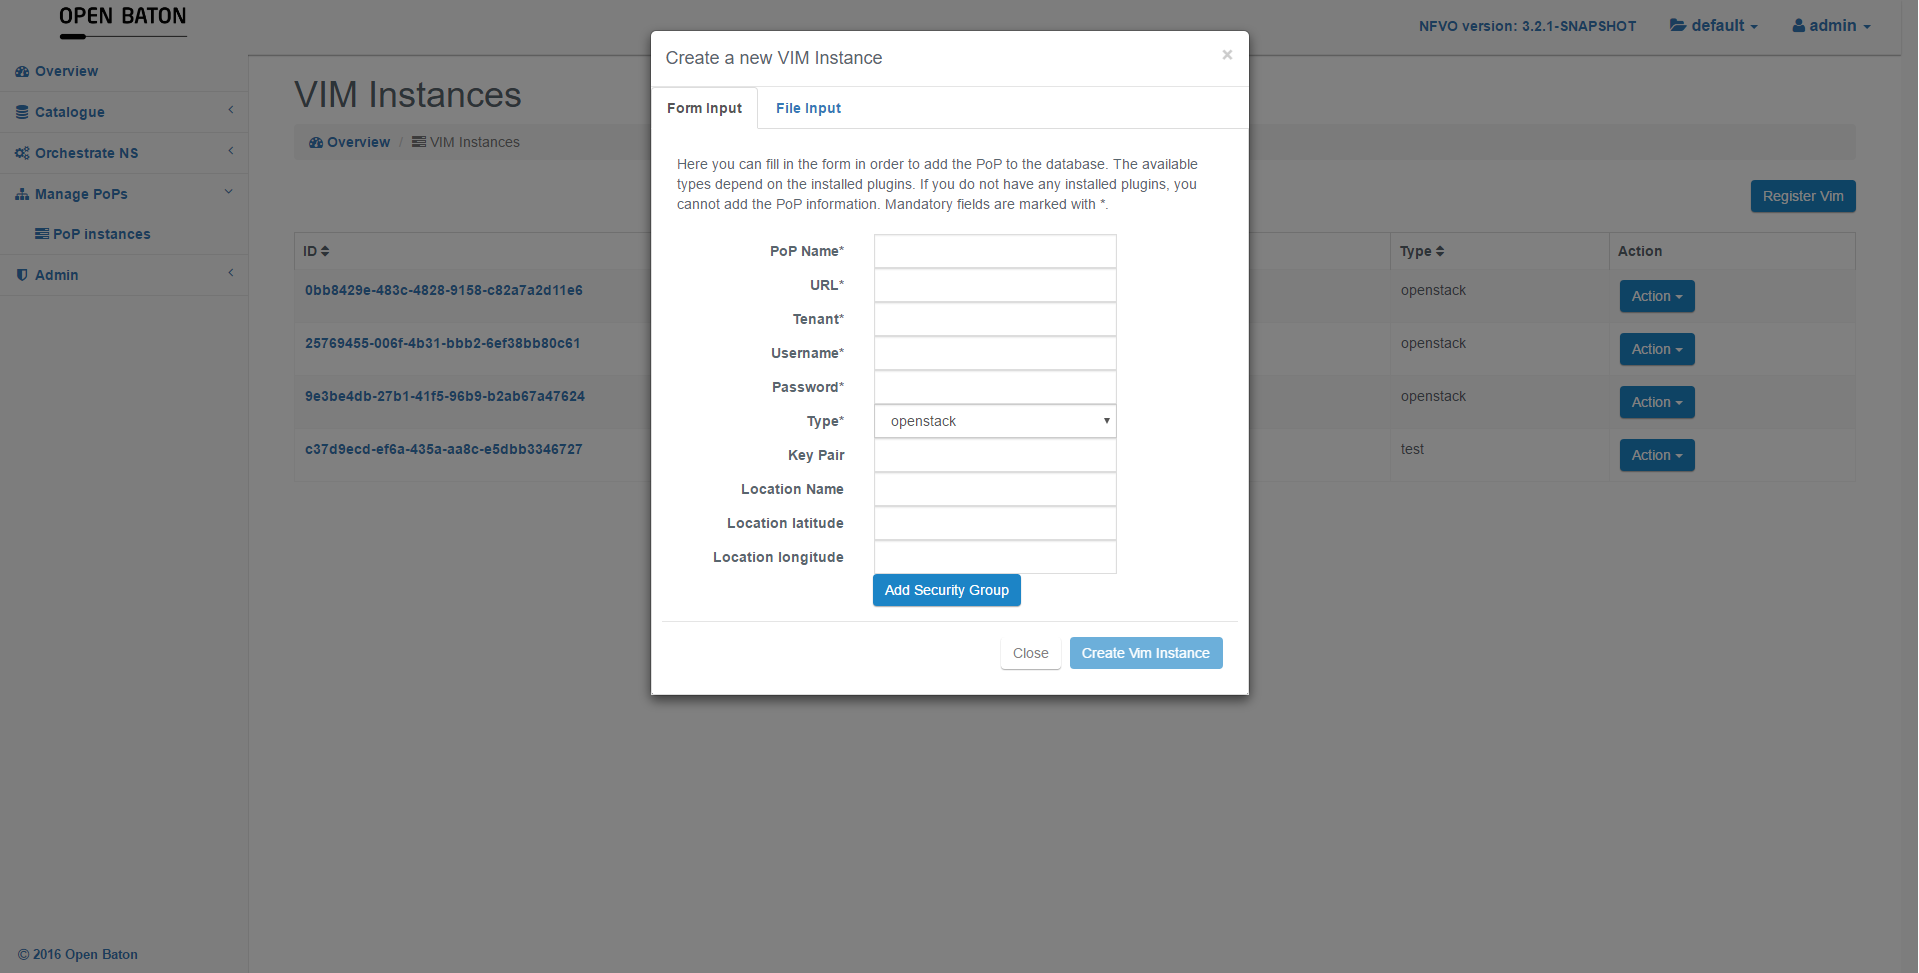 OPEN BATON
NFVO version: 3.2.1-SNAPSHOT
default
admin
Overview
Catalogue
Orchestrate NS
Manage PoPs
PoP instances
Admin
VIM Instances
Overview / VIM Instances
Register Vim
ID Type Action
0bb8429e-483c-4828-9158-c82a7a2d11e6 openstack Action
25769455-006f-4b31-bbb2-6ef38bb80c61 openstack Action
9e3be4db-27b1-41f5-96b9-b2ab67a47624 openstack Action
c37d9ecd-ef6a-435a-aa8c-e5dbb3346727 test Action
Create a new VIM Instance ×
Form Input File Input
Here you can fill in the form in order to add the PoP to the database. The available
types depend on the installed plugins. If you do not have any installed plugins, you
cannot add the PoP information. Mandatory fields are marked with *.
PoP Name*
URL*
Tenant*
Username*
Password*
Type* openstack
Key Pair
Location Name
Location latitude
Location longitude
Add Security Group
Close Create Vim Instance
© 2016 Open Baton